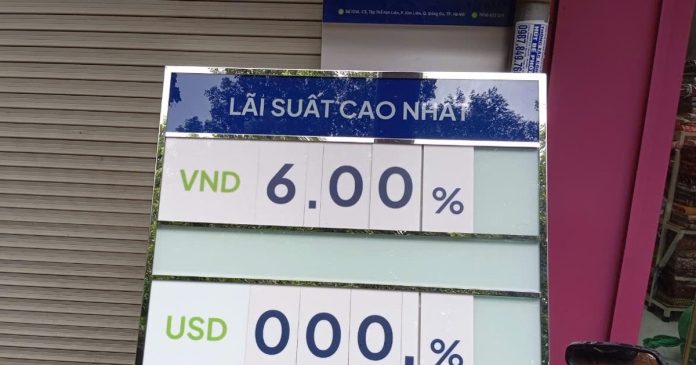 LÃI SUẤT CAO NHẤT
VND 6.00 %
USD 000. %